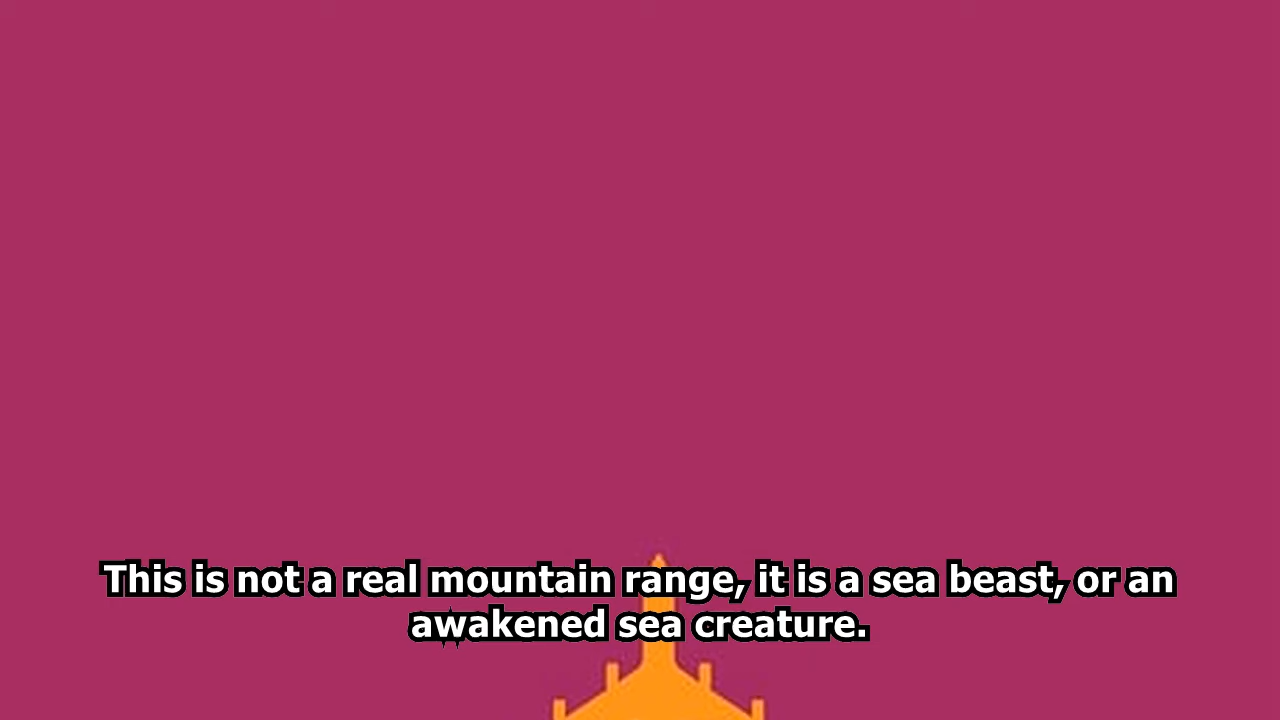 This is not a real mountain range, it is a sea beast, or an
awakened sea creature.